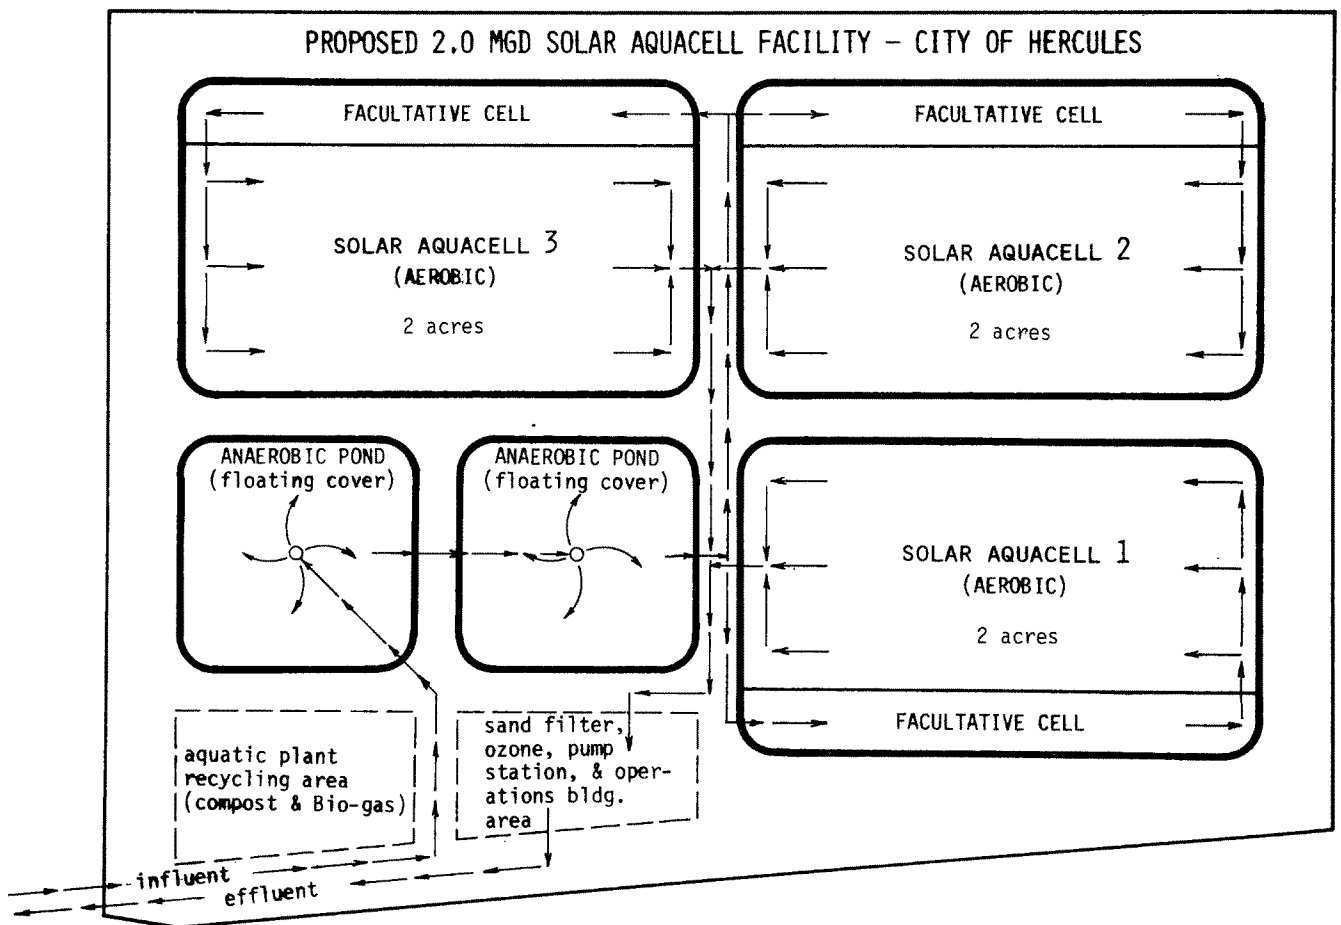 PROPOSED 2.0 MGD SOLAR AQUACELL FACILITY – CITY OF HERCULES
FACULTATIVE CELL
SOLAR AQUACELL 3
(AEROBIC)
2 acres
FACULTATIVE CELL
SOLAR AQUACELL 2
(AEROBIC)
2 acres
ANAEROBIC POND
(floating cover)
ANAEROBIC POND
(floating cover)
SOLAR AQUACELL 1
(AEROBIC)
2 acres
FACULTATIVE CELL
aquatic plant
recycling area
(compost & Bio-gas)
sand filter,
ozone, pump
station, & oper-
ations bldg.
area
influent
effluent